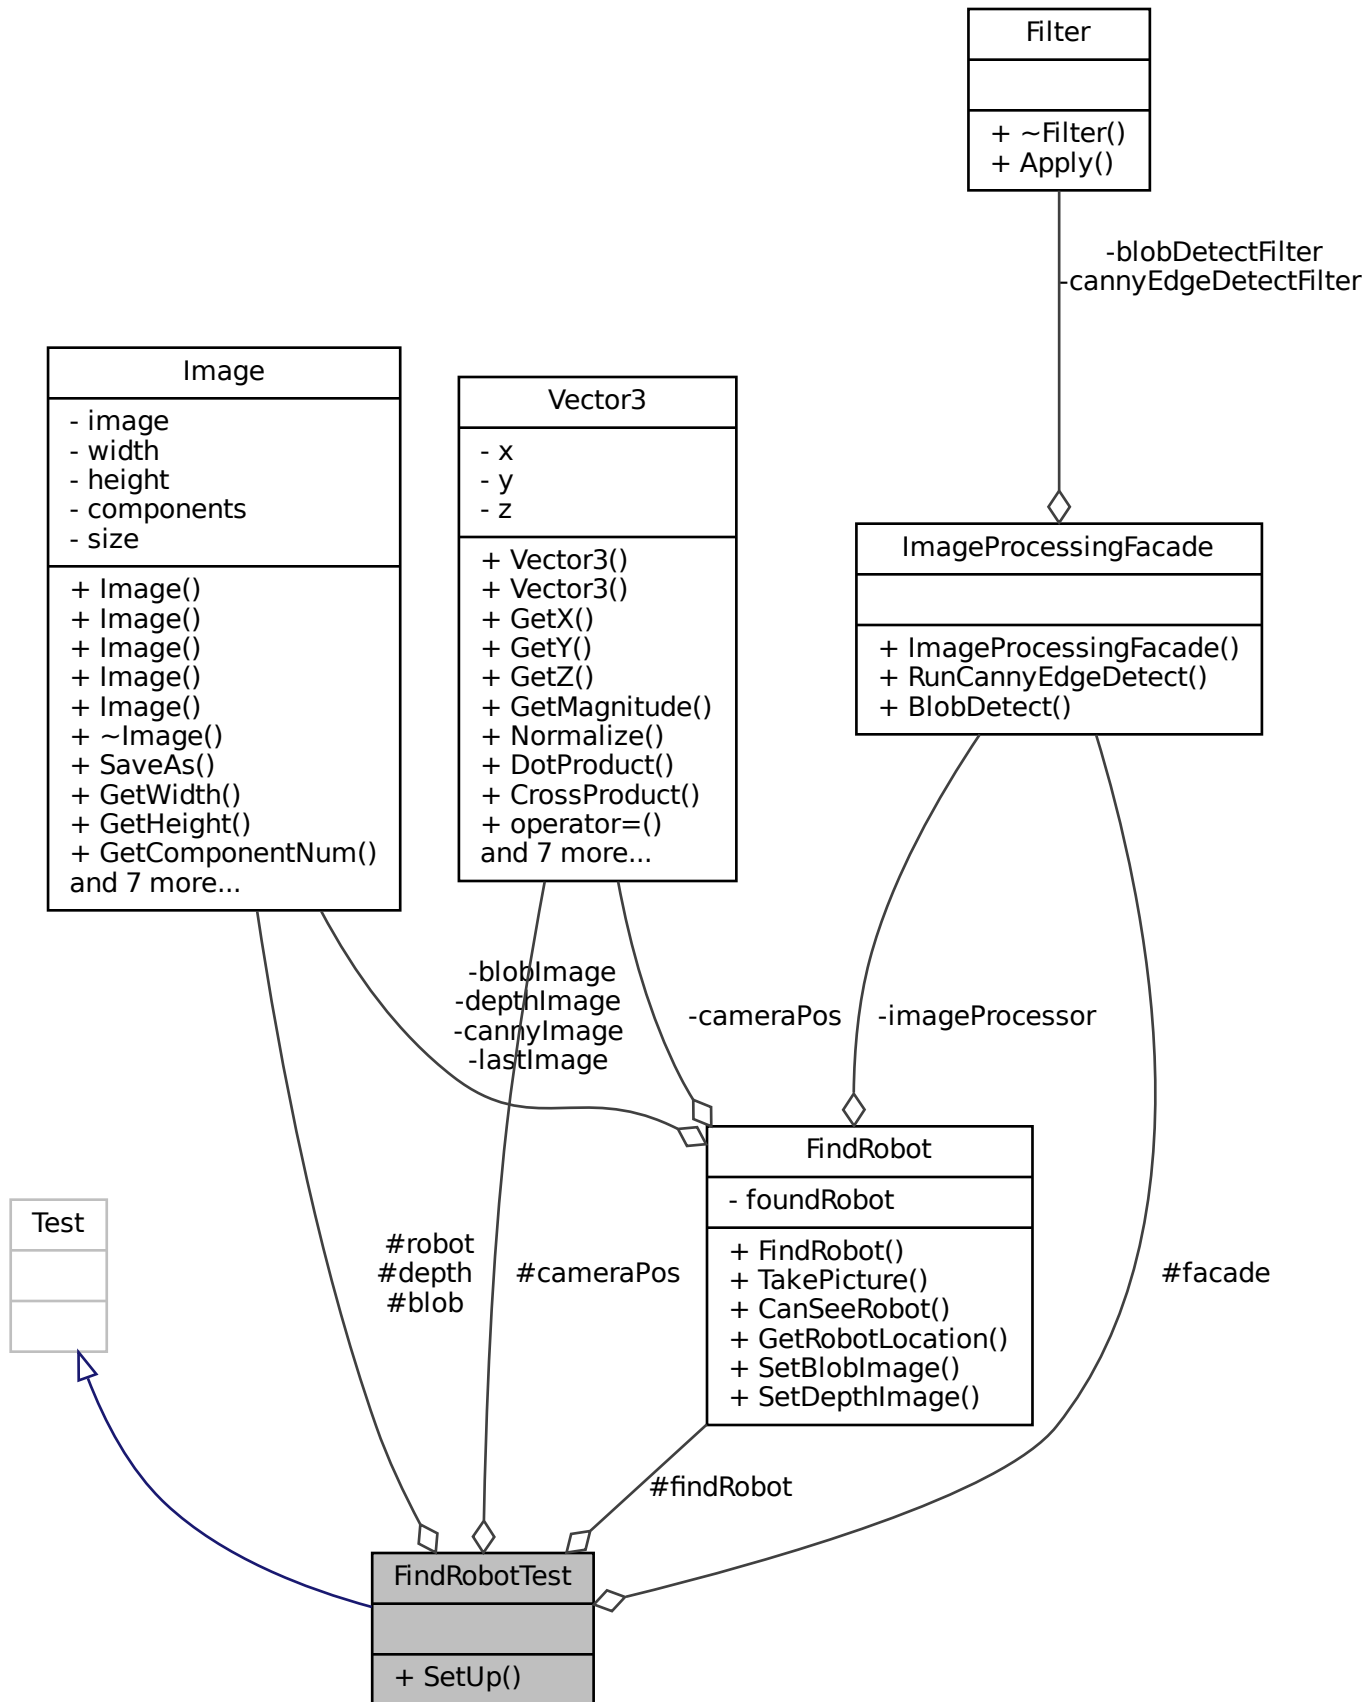 Filter
+ ~Filter()
+ Apply()
-blobDetectFilter
-cannyEdgeDetectFilter
Image
- image
- width
- height
- components
- size
+ Image()
+ Image()
+ Image()
+ Image()
+ Image()
+ ~Image()
+ SaveAs()
+ GetWidth()
+ GetHeight()
+ GetComponentNum()
and 7 more...
Vector3
- x
- y
- z
+ Vector3()
+ Vector3()
+ GetX()
+ GetY()
+ GetZ()
+ GetMagnitude()
+ Normalize()
+ DotProduct()
+ CrossProduct()
+ operator=()
and 7 more...
ImageProcessingFacade
+ ImageProcessingFacade()
+ RunCannyEdgeDetect()
+ BlobDetect()
-blobImage
-depthImage
-cannyImage
-lastImage
-cameraPos
-imageProcessor
FindRobot
- foundRobot
+ FindRobot()
+ TakePicture()
+ CanSeeRobot()
+ GetRobotLocation()
+ SetBlobImage()
+ SetDepthImage()
Test
#robot
#depth
#blob
#cameraPos
#facade
#findRobot
FindRobotTest
+ SetUp()